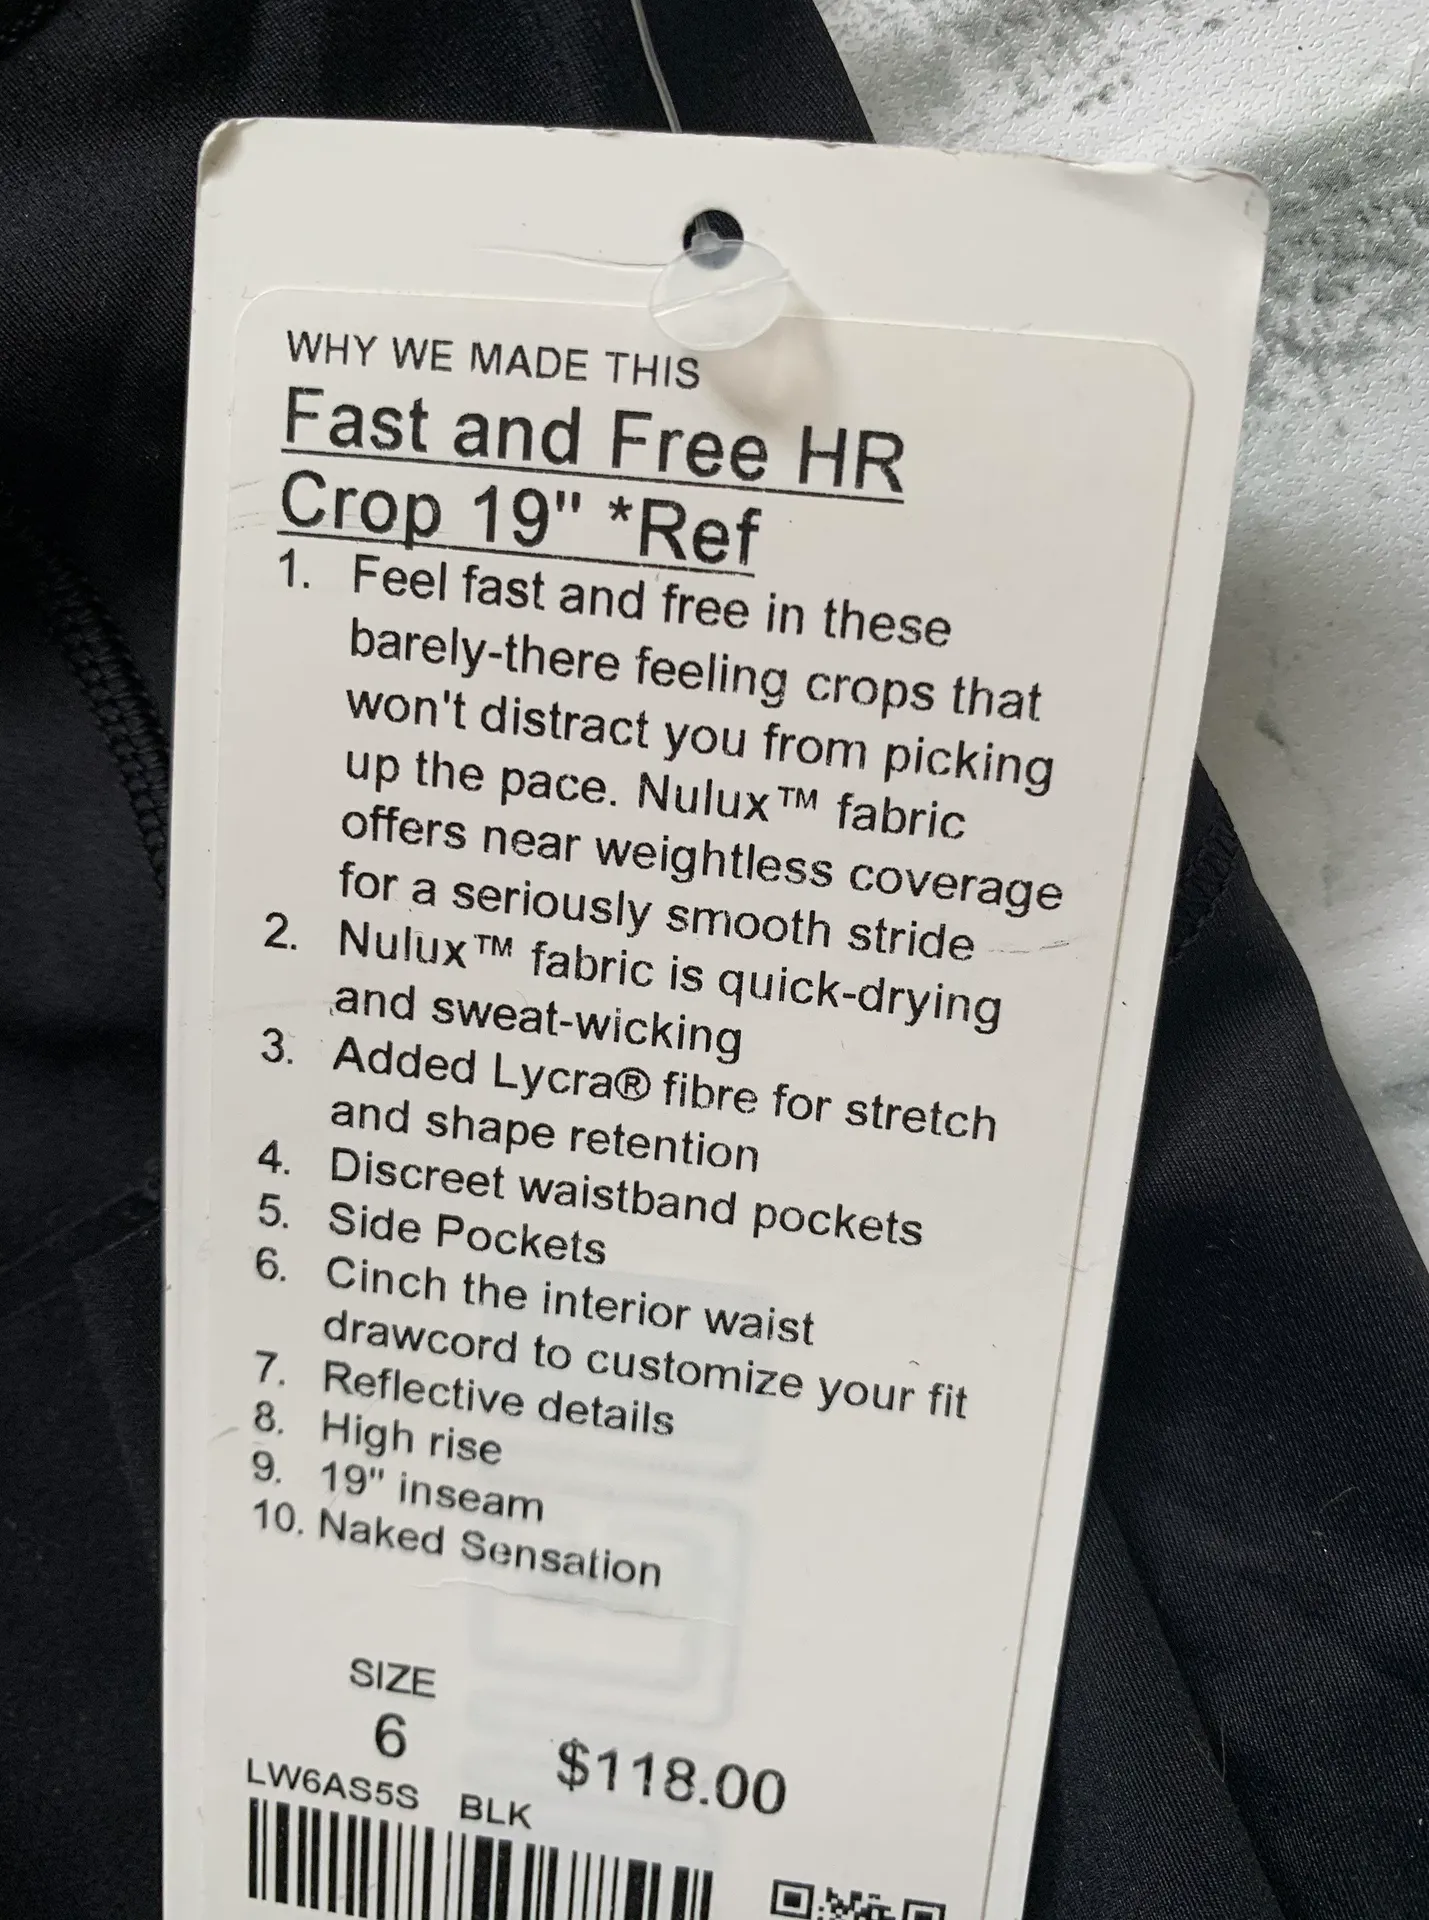 WHY WE MADE THIS
Fast and Free HR
Crop 19" *Ref
1. Feel fast and free in these
barely-there feeling crops that
won't distract you from picking
up the pace. Nulux™ fabric
offers near weightless coverage
for a seriously smooth stride
2. Nulux™ fabric is quick-drying
and sweat-wicking
3. Added Lycra® fibre for stretch
and shape retention
4. Discreet waistband pockets
5. Side Pockets
6. Cinch the interior waist
drawcord to customize your fit
7. Reflective details
8. High rise
9. 19" inseam
10. Naked Sensation
SIZE
6 $118.00
LW6AS5S BLK